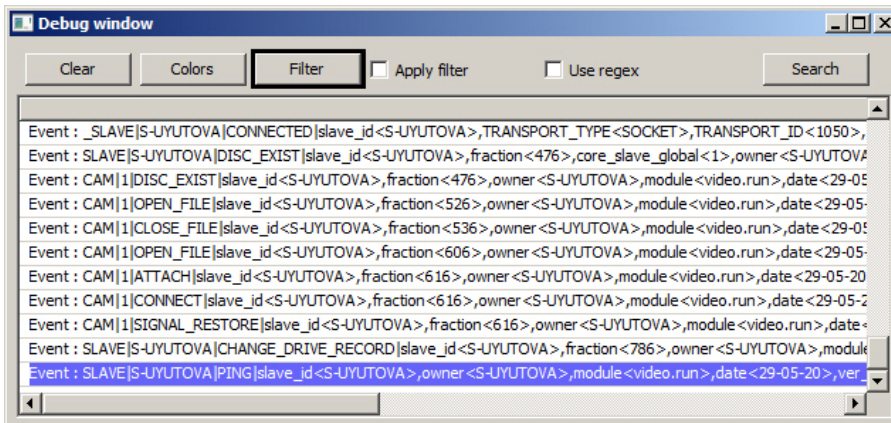 Debug window
Clear Colors Filter Apply filter Use regex Search
Event : _SLAVE|S-UYUTOVA|CONNECTED|slave_id<S-UYUTOVA>,TRANSPORT_TYPE<SOCKET>,TRANSPORT_ID<1050>,
Event : SLAVE|S-UYUTOVA|DISC_EXIST|slave_id<S-UYUTOVA>,fraction<476>,core_slave_global<1>,owner<S-UYUTOVA
Event : CAM|1|DISC_EXIST|slave_id<S-UYUTOVA>,fraction<476>,owner<S-UYUTOVA>,module<video.run>,date<29-05
Event : CAM|1|OPEN_FILE|slave_id<S-UYUTOVA>,fraction<526>,owner<S-UYUTOVA>,module<video.run>,date<29-05-
Event : CAM|1|CLOSE_FILE|slave_id<S-UYUTOVA>,fraction<536>,owner<S-UYUTOVA>,module<video.run>,date<29-05
Event : CAM|1|OPEN_FILE|slave_id<S-UYUTOVA>,fraction<606>,owner<S-UYUTOVA>,module<video.run>,date<29-05-
Event : CAM|1|ATTACH|slave_id<S-UYUTOVA>,fraction<616>,owner<S-UYUTOVA>,module<video.run>,date<29-05-20
Event : CAM|1|CONNECT|slave_id<S-UYUTOVA>,fraction<616>,owner<S-UYUTOVA>,module<video.run>,date<29-05-2
Event : CAM|1|SIGNAL_RESTORE|slave_id<S-UYUTOVA>,fraction<616>,owner<S-UYUTOVA>,module<video.run>,date<
Event : SLAVE|S-UYUTOVA|CHANGE_DRIVE_RECORD|slave_id<S-UYUTOVA>,fraction<786>,owner<S-UYUTOVA>,module
Event : SLAVE|S-UYUTOVA|PING|slave_id<S-UYUTOVA>,owner<S-UYUTOVA>,module<video.run>,date<29-05-20>,ver_